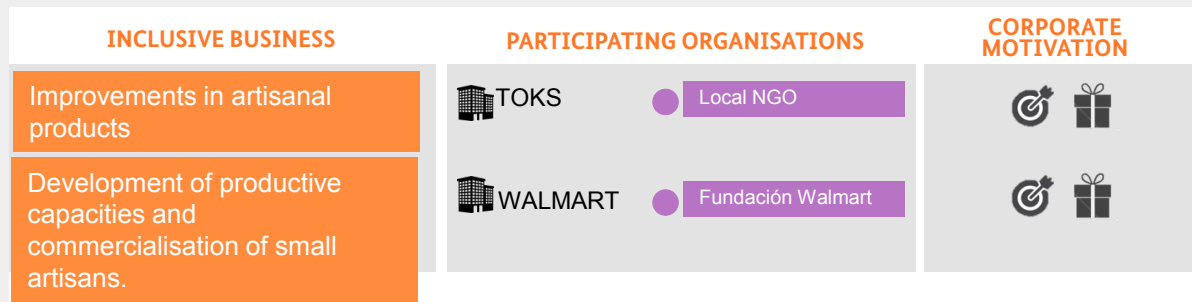 INCLUSIVE BUSINESS
PARTICIPATING ORGANISATIONS
CORPORATE
MOTIVATION
Improvements in artisanal
products
TOKS
Local NGO
Development of productive
capacities and
commercialisation of small
artisans.
WALMART
Fundación Walmart